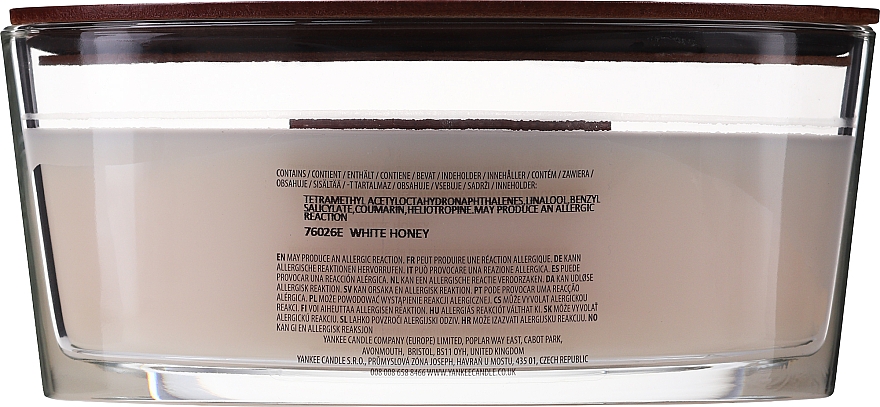 CONTAINS / CONTIENT / ENTHÄLT / CONTIENE / BEVAT / INDEHOLDER / INNEHÅLLER / CONTÉM / ZAWIERA /
OBSAHUJE / SISÄLTÄÄ / -T TARTALMAZ / OBSAHUJE / VSEBUJE / SADRŽI / INNEHOLDER:
TETRAMETHYL ACETYLOCTAHYDRONAPHTHALENES,LINALOOL,BENZYL
SALICYLATE,COUMARIN,HELIOTROPINE.MAY PRODUCE AN ALLERGIC
REACTION
76026E WHITE HONEY
EN MAY PRODUCE AN ALLERGIC REACTION. FR PEUT PRODUIRE UNE RÉACTION ALLERGIQUE. DE KANN
ALLERGISCHE REAKTIONEN HERVORRUFEN. IT PUÒ PROVOCARE UNA REAZIONE ALLERGICA. ES PUEDE
PROVOCAR UNA REACCIÓN ALÉRGICA. NL KAN EEN ALLERGISCHE REACTIE VEROORZAKEN. DA KAN UDLØSE
ALLERGISK REAKTION. SV KAN ORSAKA EN ALLERGISK REAKTION. PT PODE PROVOCAR UMA REACÇÃO
ALÉRGICA. PL MOŻE POWODOWAĆ WYSTĄPIENIE REAKCJI ALERGICZNEJ. CS MŮŽE VYVOLAT ALERGICKOU
REAKCI. FI VOI AIHEUTTAA ALLERGISEN REAKTION. HU ALLERGIÁS REAKCIÓT VÁLTHAT KI. SK MÔŽE VYVOLAŤ
ALERGICKÚ REAKCIU. SL LAHKO POVZROČI ALERGIJSKI ODZIV. HR MOŽE IZAZVATI ALERGIJSKU REAKCIJU. NO
KAN GI EN ALLERGISK REAKSJON
YANKEE CANDLE COMPANY (EUROPE) LIMITED, POPLAR WAY EAST, CABOT PARK,
AVONMOUTH, BRISTOL, BS11 0YH, UNITED KINGDOM
YANKEE CANDLE S.R.O., PRŮMYSLOVÁ ZÓNA JOSEPH, HAVRAŇ U MOSTU, 435 01, CZECH REPUBLIC
008 008 658 8466 WWW.YANKEECANDLE.CO.UK